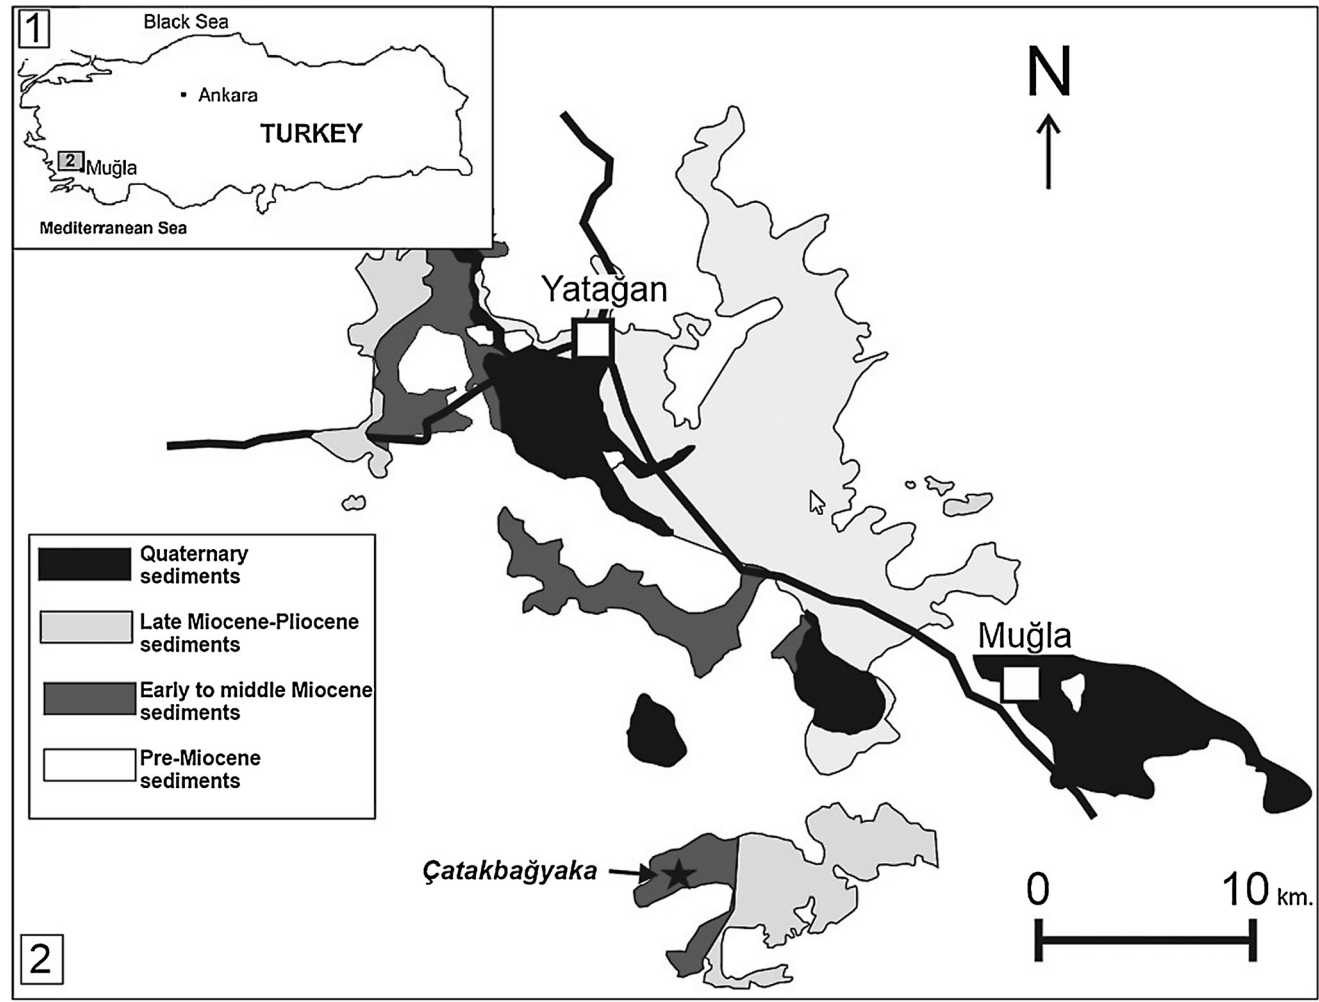 1
Black Sea
Ankara
TURKEY
2
Muğla
Mediterranean Sea
N
Yatağan
Quaternary
sediments
Late Miocene-Pliocene
sediments
Early to middle Miocene
sediments
Pre-Miocene
sediments
Muğla
Çatakbağyaka
0 10 km.
2